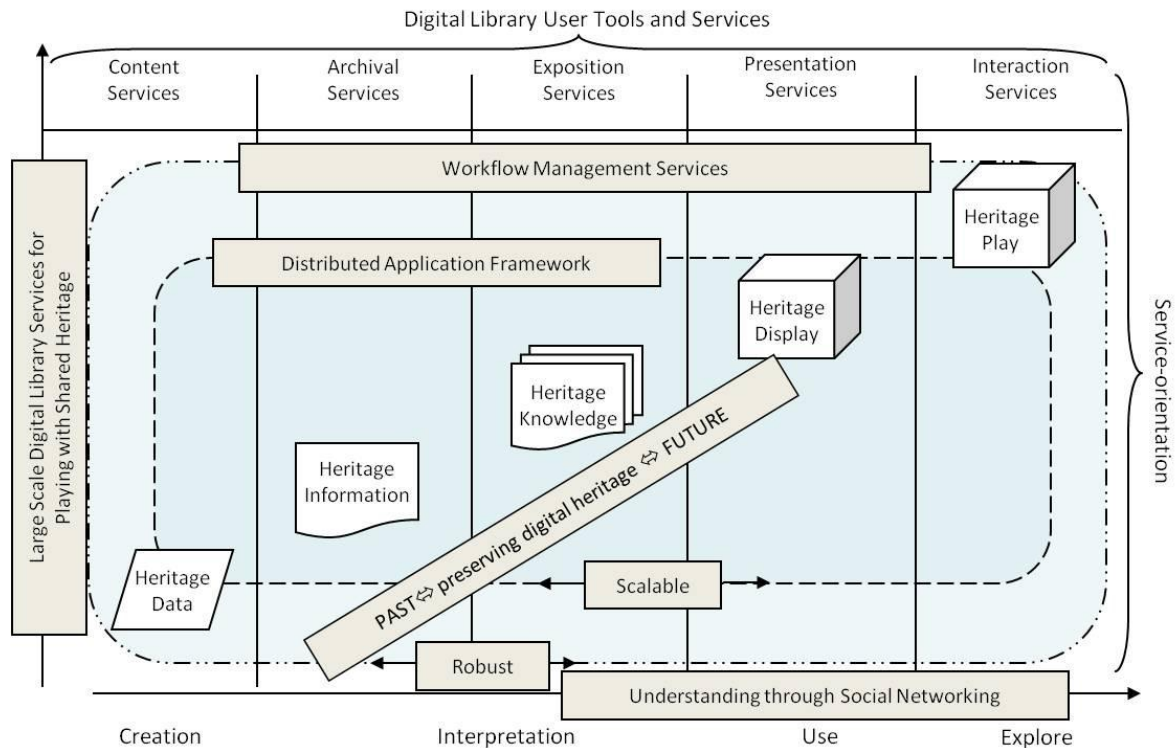 Digital Library User Tools and Services
Content
Services
Archival
Services
Exposition
Services
Presentation
Services
Interaction
Services
Workflow Management Services
Heritage
Play
Distributed Application Framework
Heritage
Display
Large Scale Digital Library Services for
Playing with Shared Heritage
Service-orientation
Heritage
Knowledge
Heritage
Information
PAST⇔ preserving digital heritage ⇔ FUTURE
Heritage
Data
Scalable
Robust
Understanding through Social Networking
Creation
Interpretation
Use
Explore